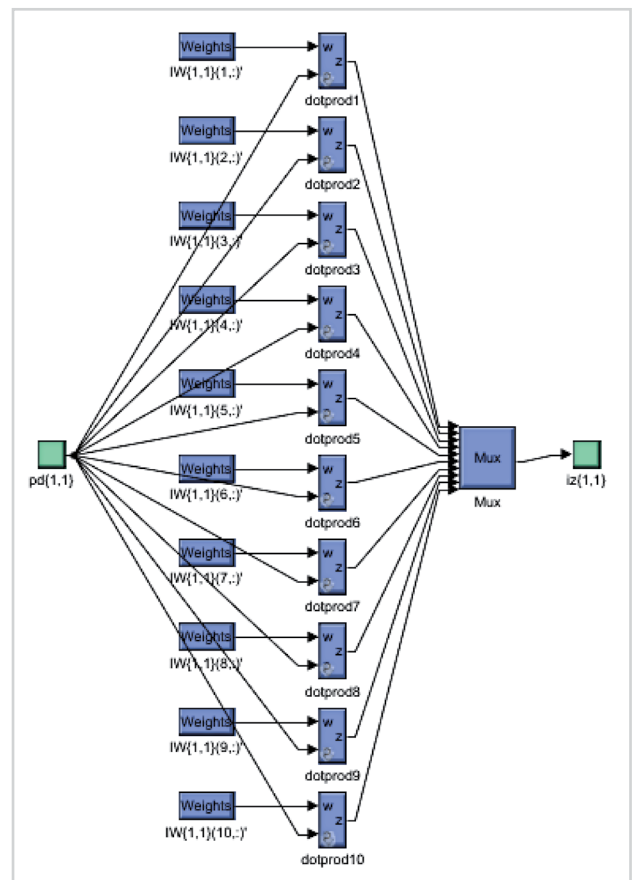 Weights
w
z
p
IW{1,1}(1,:)'
dotprod1
Weights
w
z
p
IW{1,1}(2,:)'
dotprod2
Weights
w
z
p
IW{1,1}(3,:)'
dotprod3
Weights
w
z
p
IW{1,1}(4,:)'
dotprod4
Weights
w
z
p
IW{1,1}(5,:)'
dotprod5
pd{1,1}
Mux
Mux
iz{1,1}
Weights
w
z
p
IW{1,1}(6,:)'
dotprod6
Weights
w
z
p
IW{1,1}(7,:)'
dotprod7
Weights
w
z
p
IW{1,1}(8,:)'
dotprod8
Weights
w
z
p
IW{1,1}(9,:)'
dotprod9
Weights
w
z
p
IW{1,1}(10,:)'
dotprod10